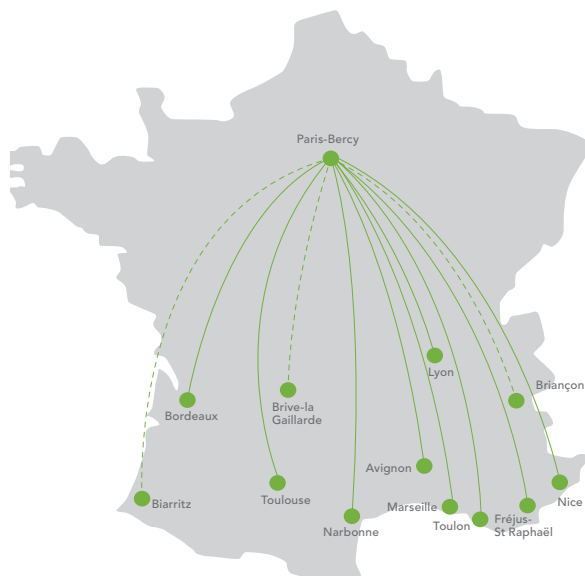 Paris-Bercy
Lyon
Briançon
Bordeaux
Brive-la
Gaillarde
Avignon
Toulouse
Biarritz
Narbonne
Marseille
Toulon
Fréjus-
St Raphaël
Nice